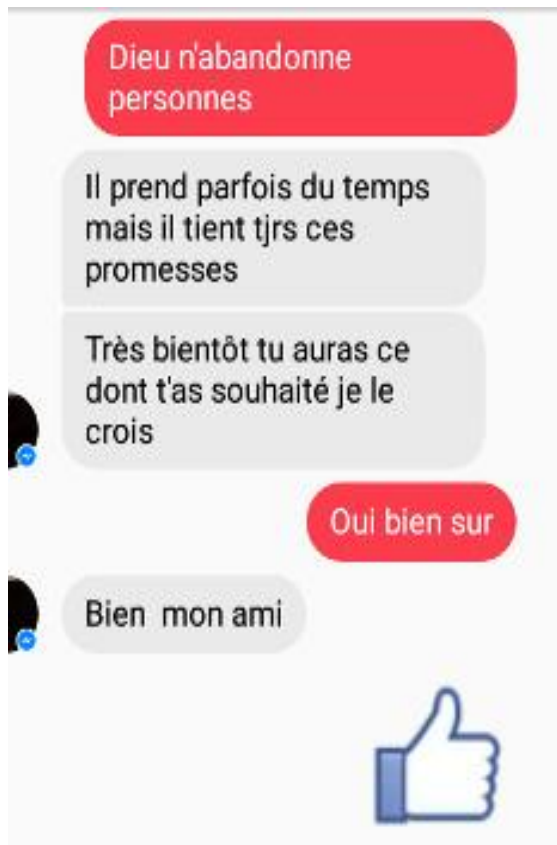 Dieu n'abandonne
personnes
Il prend parfois du temps
mais il tient tjrs ces
promesses
Très bientôt tu auras ce
dont t'as souhaité je le
crois
Oui bien sur
Bien  mon ami